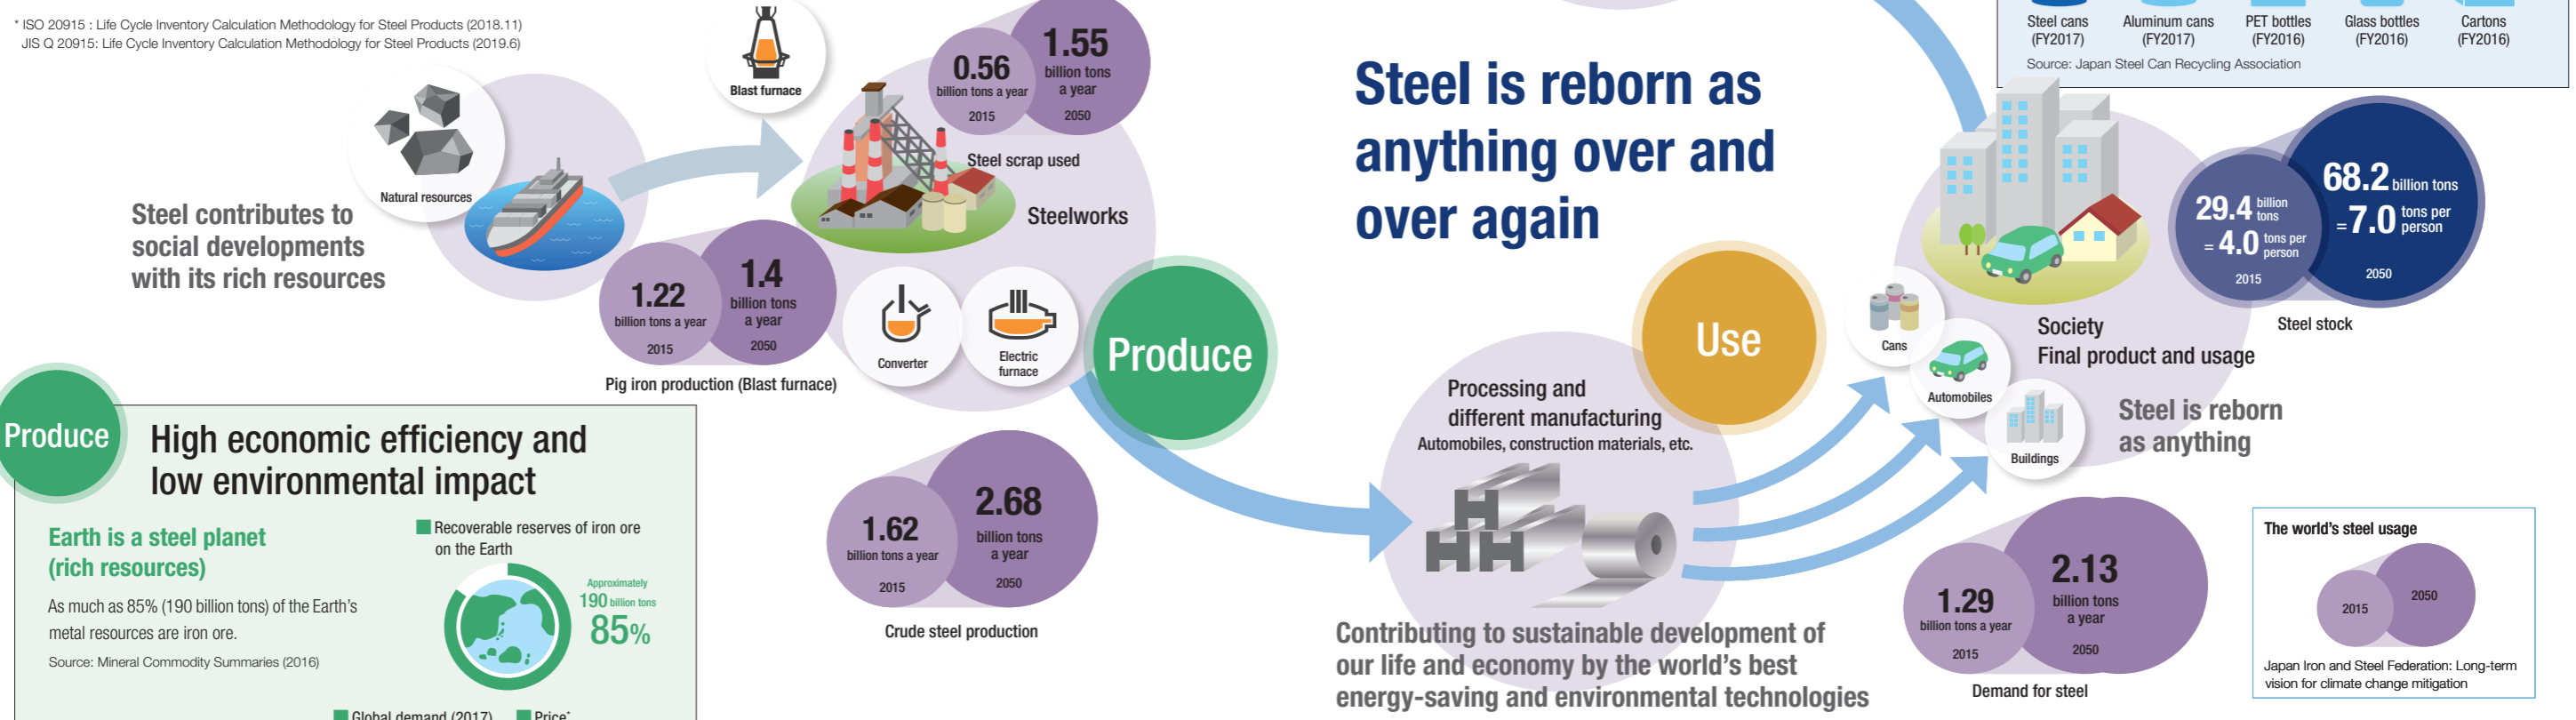 * ISO 20915 : Life Cycle Inventory Calculation Methodology for Steel Products (2018.11)
JIS Q 20915: Life Cycle Inventory Calculation Methodology for Steel Products (2019.6)
Natural resources
Steel contributes to
social developments
with its rich resources
Blast furnace
0.56
billion tons a year
2015
1.55
billion tons
a year
2050
Steel scrap used
Steelworks
1.22
billion tons a year
2015
1.4
billion tons
a year
2050
Pig iron production (Blast furnace)
Converter
Electric
furnace
Produce
1.62
billion tons a year
2015
2.68
billion tons
a year
2050
Crude steel production
Produce
High economic efficiency and
low environmental impact
Earth is a steel planet
(rich resources)
As much as 85% (190 billion tons) of the Earth's
metal resources are iron ore.
Source: Mineral Commodity Summaries (2016)
Recoverable reserves of iron ore
on the Earth
Approximately
190 billion tons
85%
Global demand (2017)
Price*
Steel is reborn as
anything over and
over again
Use
Processing and
different manufacturing
Automobiles, construction materials, etc.
Contributing to sustainable development of
our life and economy by the world's best
energy-saving and environmental technologies
Steel cans
(FY2017)
Aluminum cans
(FY2017)
PET bottles
(FY2016)
Glass bottles
(FY2016)
Cartons
(FY2016)
Source: Japan Steel Can Recycling Association
29.4 billion
tons
= 4.0 tons per
person
2015
68.2 billion tons
= 7.0 tons per
person
2050
Steel stock
Cans
Automobiles
Buildings
Society
Final product and usage
Steel is reborn
as anything
1.29
billion tons a year
2015
2.13
billion tons
a year
2050
Demand for steel
The world's steel usage
2015
2050
Japan Iron and Steel Federation: Long-term
vision for climate change mitigation